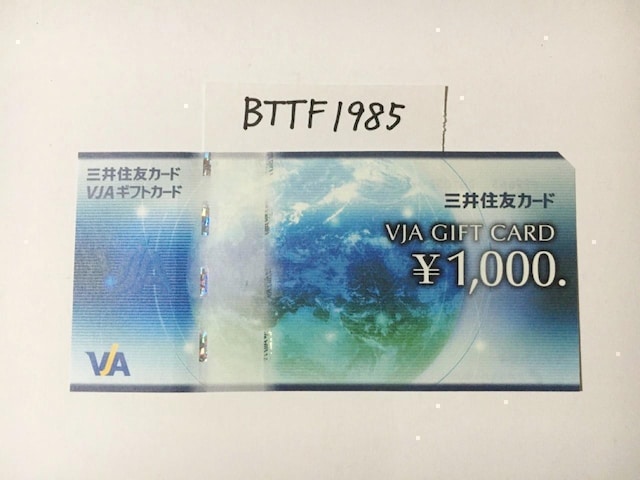 BTTF1985
三井住友カード
VJAギフトカード
三井住友カード
VJA GIFT CARD
¥1,000.
VJA